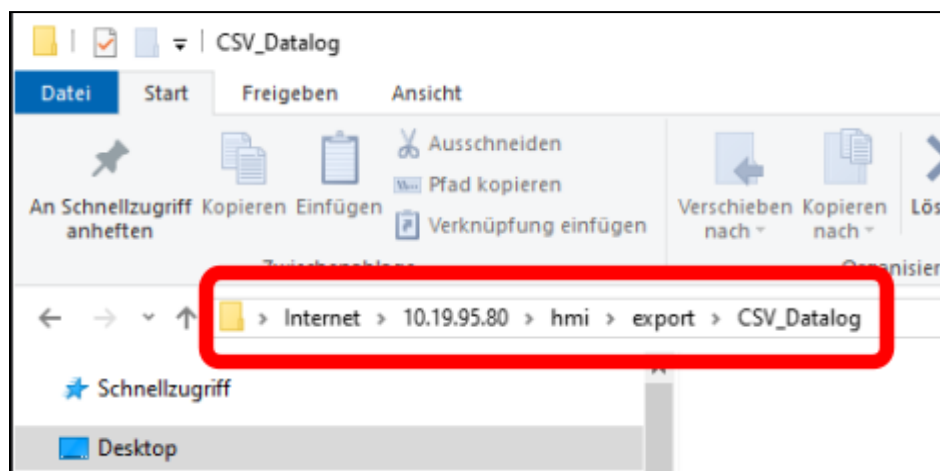 CSV_Datalog
Datei Start Freigeben Ansicht
An Schnellzugriff anheften
Kopieren
Einfügen
Ausschneiden
Pfad kopieren
Verknüpfung einfügen
Verschieben nach
Kopieren nach
Internet > 10.19.95.80 > hmi > export > CSV_Datalog
Schnellzugriff
Desktop